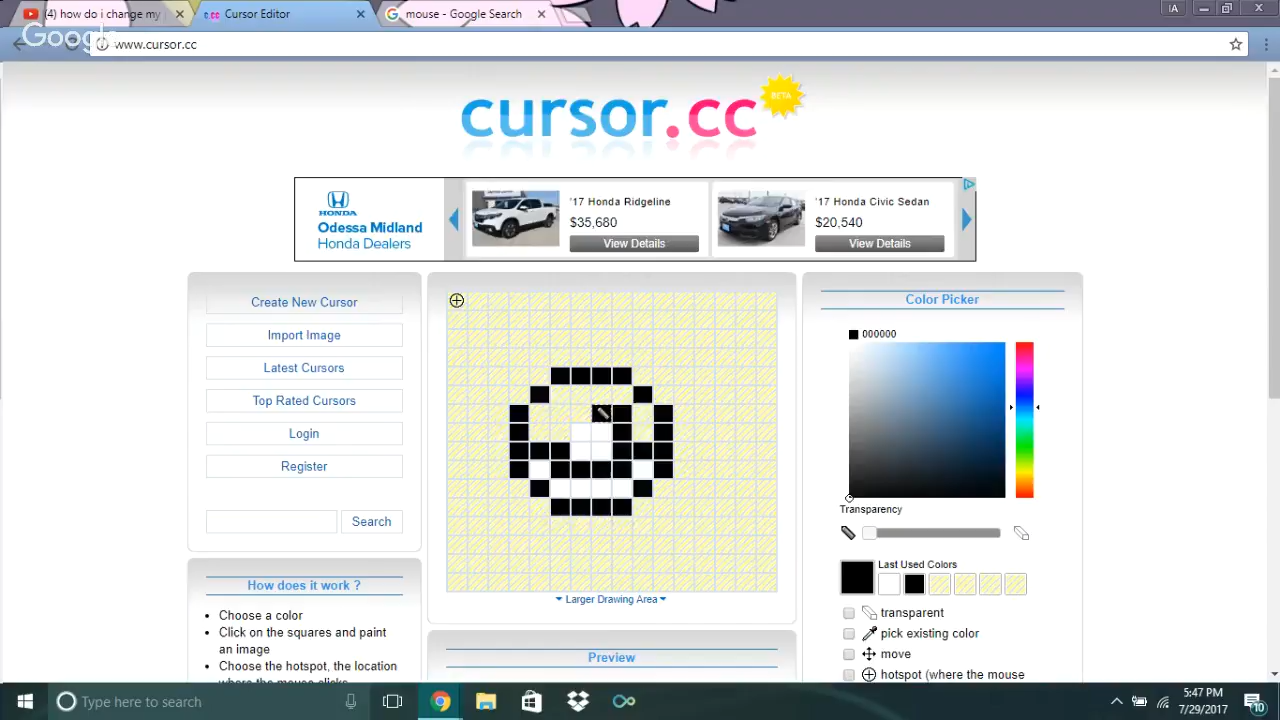 (4) how do i change my
Cursor Editor
mouse - Google Search
Google
www.cursor.cc
cursor.cc
BETA
HONDA
Odessa Midland
Honda Dealers
'17 Honda Ridgeline
$35,680
View Details
'17 Honda Civic Sedan
$20,540
View Details
Create New Cursor
Import Image
Latest Cursors
Top Rated Cursors
Login
Register
Search
How does it work ?
Choose a color
Click on the squares and paint
an image
Choose the hotspot, the location
where the mouse clicks
Larger Drawing Area
Preview
Color Picker
000000
Transparency
Last Used Colors
transparent
pick existing color
move
hotspot (where the mouse
Type here to search
5:47 PM
7/29/2017
10